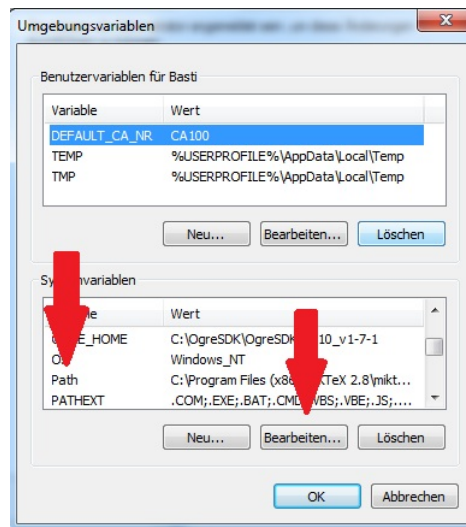 Umgebungsvariablen
Benutzervariablen für Basti
Variable Wert
DEFAULT_CA_NR CA100
TEMP %USERPROFILE%\AppData\Local\Temp
TMP %USERPROFILE%\AppData\Local\Temp
Neu... Bearbeiten... Löschen
Wert
C:\OgreSDK\OgreSDK 10_v1-7-1
Windows_NT
Path C:\Program Files (x86 TeX 2.8\mikt...
PATHEXT .COM;.EXE;.BAT;.CMD VBS;.VBE;.JS;....
Neu... Bearbeiten... Löschen
OK Abbrechen